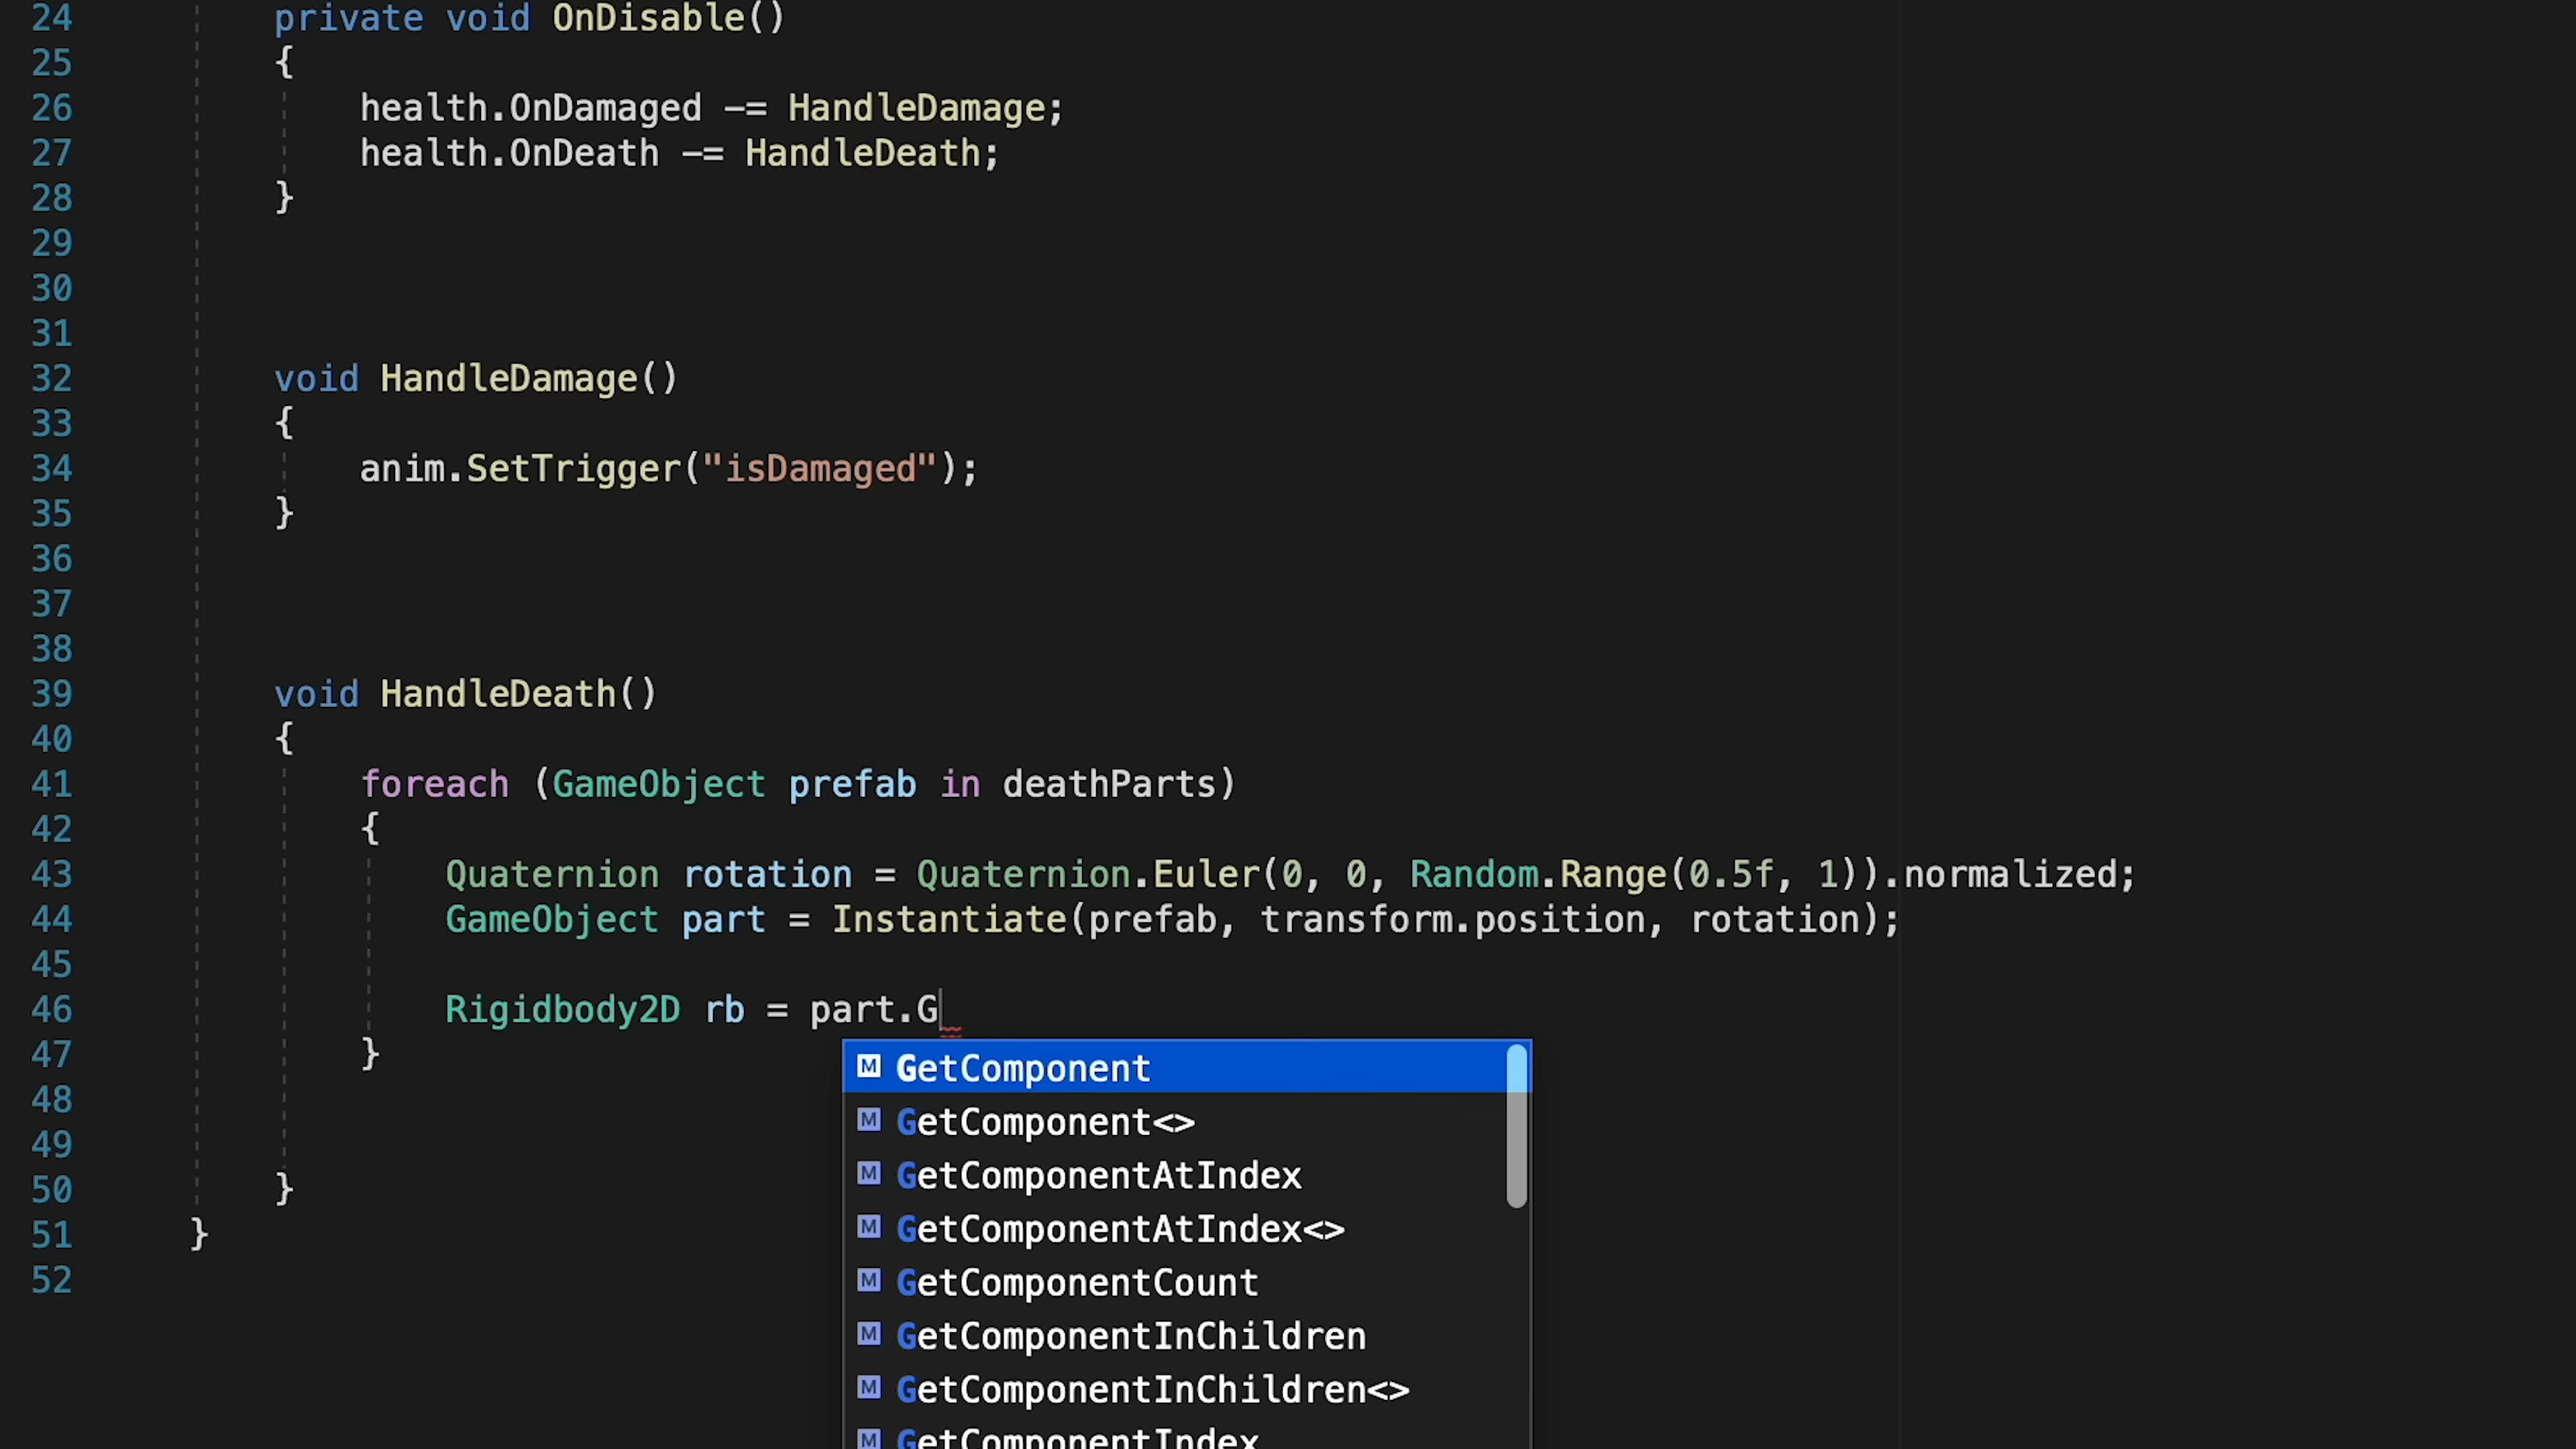 24 private void OnDisable()
25 {
26 health.OnDamaged -= HandleDamage;
27 health.OnDeath -= HandleDeath;
28 }
29
30
31
32 void HandleDamage()
33 {
34 anim.SetTrigger("isDamaged");
35 }
36
37
38
39 void HandleDeath()
40 {
41 foreach (GameObject prefab in deathParts)
42 {
43 Quaternion rotation = Quaternion.Euler(0, 0, Random.Range(0.5f, 1)).normalized;
44 GameObject part = Instantiate(prefab, transform.position, rotation);
45
46 Rigidbody2D rb = part.G
47 }
M GetComponent
48
M GetComponent<>
49
M GetComponentAtIndex
50 }
M GetComponentAtIndex<>
51 }
M GetComponentCount
52
M GetComponentInChildren
M GetComponentInChildren<>
M GetComponentIndex